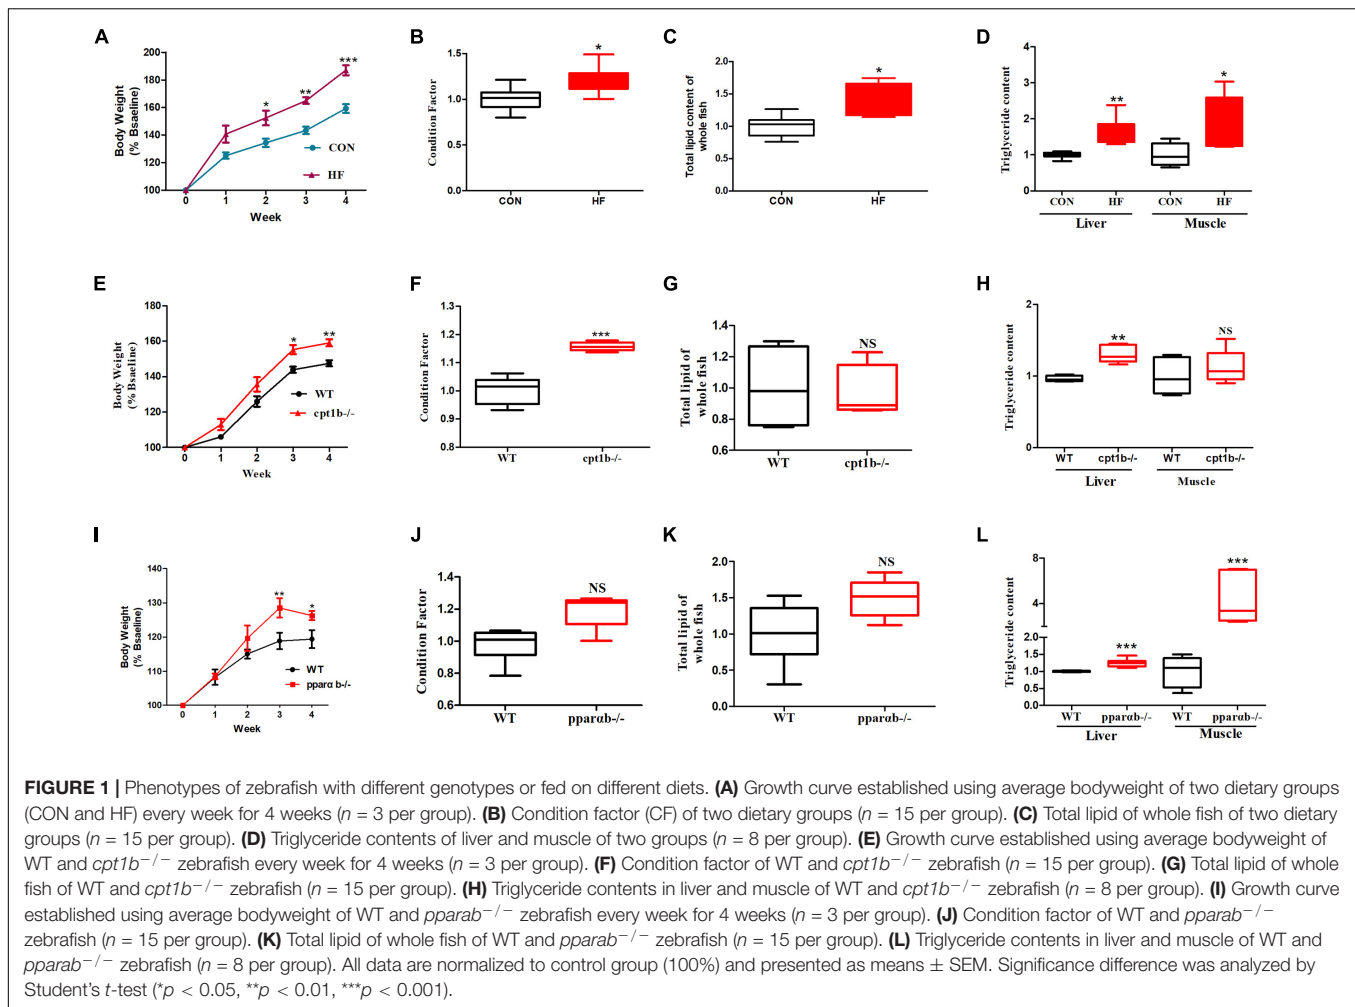 A
B
C
D
200
180
160
140
120
100
Body Weight
(% Bsaeline)
*
**
***
CON
HF
0 1 2 3 4
Week
1.5
1.0
0.5
0.0
Condition Factor
*
CON HF
2.0
1.5
1.0
0.5
0.0
Total lipid content of
whole fish
*
CON HF
4
3
2
1
0
Triglyceride content
**
*
CON HF CON HF
Liver Muscle
E
F
G
H
180
160
140
120
100
Body Weight
(% Bsaeline)
*
**
WT
cpt1b-/-
0 1 2 3 4
Week
1.3
1.2
1.1
1.0
0.9
0.8
Condition Factor
***
WT cpt1b-/-
1.4
1.2
1.0
0.8
0.6
Total lipid of
whole fish
NS
WT cpt1b-/-
2
1
0
Triglyceride content
**
NS
WT cpt1b-/- WT cpt1b-/-
Liver Muscle
I
J
K
L
140
130
120
110
100
Body Weight
(% Bsaeline)
**
*
WT
pparα b-/-
0 1 2 3 4
Week
1.4
1.2
1.0
0.8
0.6
Condition Factor
NS
WT pparαb-/-
2.0
1.5
1.0
0.5
0.0
Total lipid of
whole fish
NS
WT pparαb-/-
8
4
2.0
1.5
1.0
0.5
0.0
Triglyceride content
***
***
WT pparαb-/- WT pparαb-/-
Liver Muscle
FIGURE 1 | Phenotypes of zebrafish with different genotypes or fed on different diets. (A) Growth curve established using average bodyweight of two dietary groups
(CON and HF) every week for 4 weeks (n = 3 per group). (B) Condition factor (CF) of two dietary groups (n = 15 per group). (C) Total lipid of whole fish of two dietary
groups (n = 15 per group). (D) Triglyceride contents of liver and muscle of two groups (n = 8 per group). (E) Growth curve established using average bodyweight of
WT and cpt1b−/− zebrafish every week for 4 weeks (n = 3 per group). (F) Condition factor of WT and cpt1b−/− zebrafish (n = 15 per group). (G) Total lipid of whole
fish of WT and cpt1b−/− zebrafish (n = 15 per group). (H) Triglyceride contents in liver and muscle of WT and cpt1b−/− zebrafish (n = 8 per group). (I) Growth curve
established using average bodyweight of WT and pparab−/− zebrafish every week for 4 weeks (n = 3 per group). (J) Condition factor of WT and pparab−/−
zebrafish (n = 15 per group). (K) Total lipid of whole fish of WT and pparab−/− zebrafish (n = 15 per group). (L) Triglyceride contents in liver and muscle of WT and
pparab−/− zebrafish (n = 8 per group). All data are normalized to control group (100%) and presented as means ± SEM. Significance difference was analyzed by
Student's t-test (*p < 0.05, **p < 0.01, ***p < 0.001).